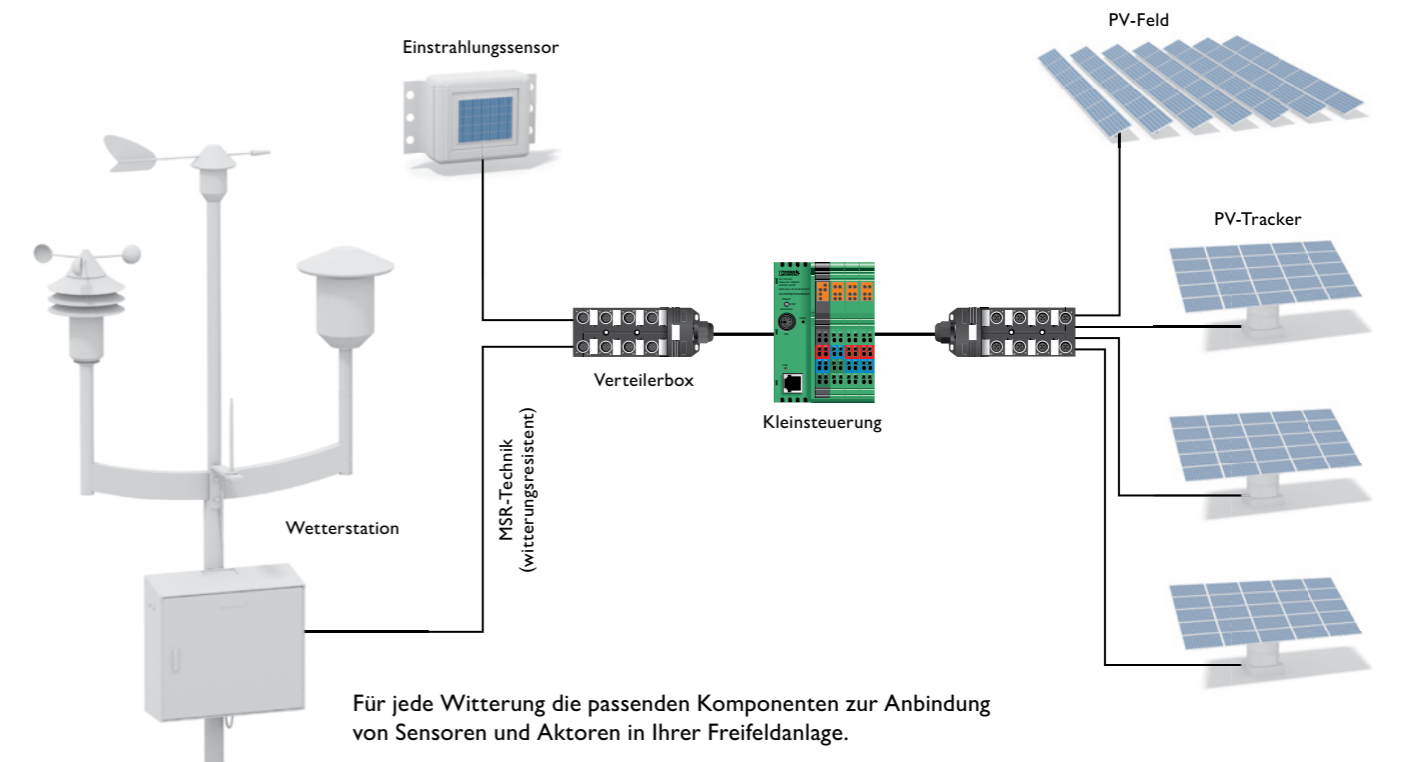 PV-Feld
Einstrahlungssensor
PV-Tracker
Verteilerbox
Kleinsteuerung
MSR-Technik
(witterungsresistent)
Wetterstation
Für jede Witterung die passenden Komponenten zur Anbindung
von Sensoren und Aktoren in Ihrer Freifeldanlage.